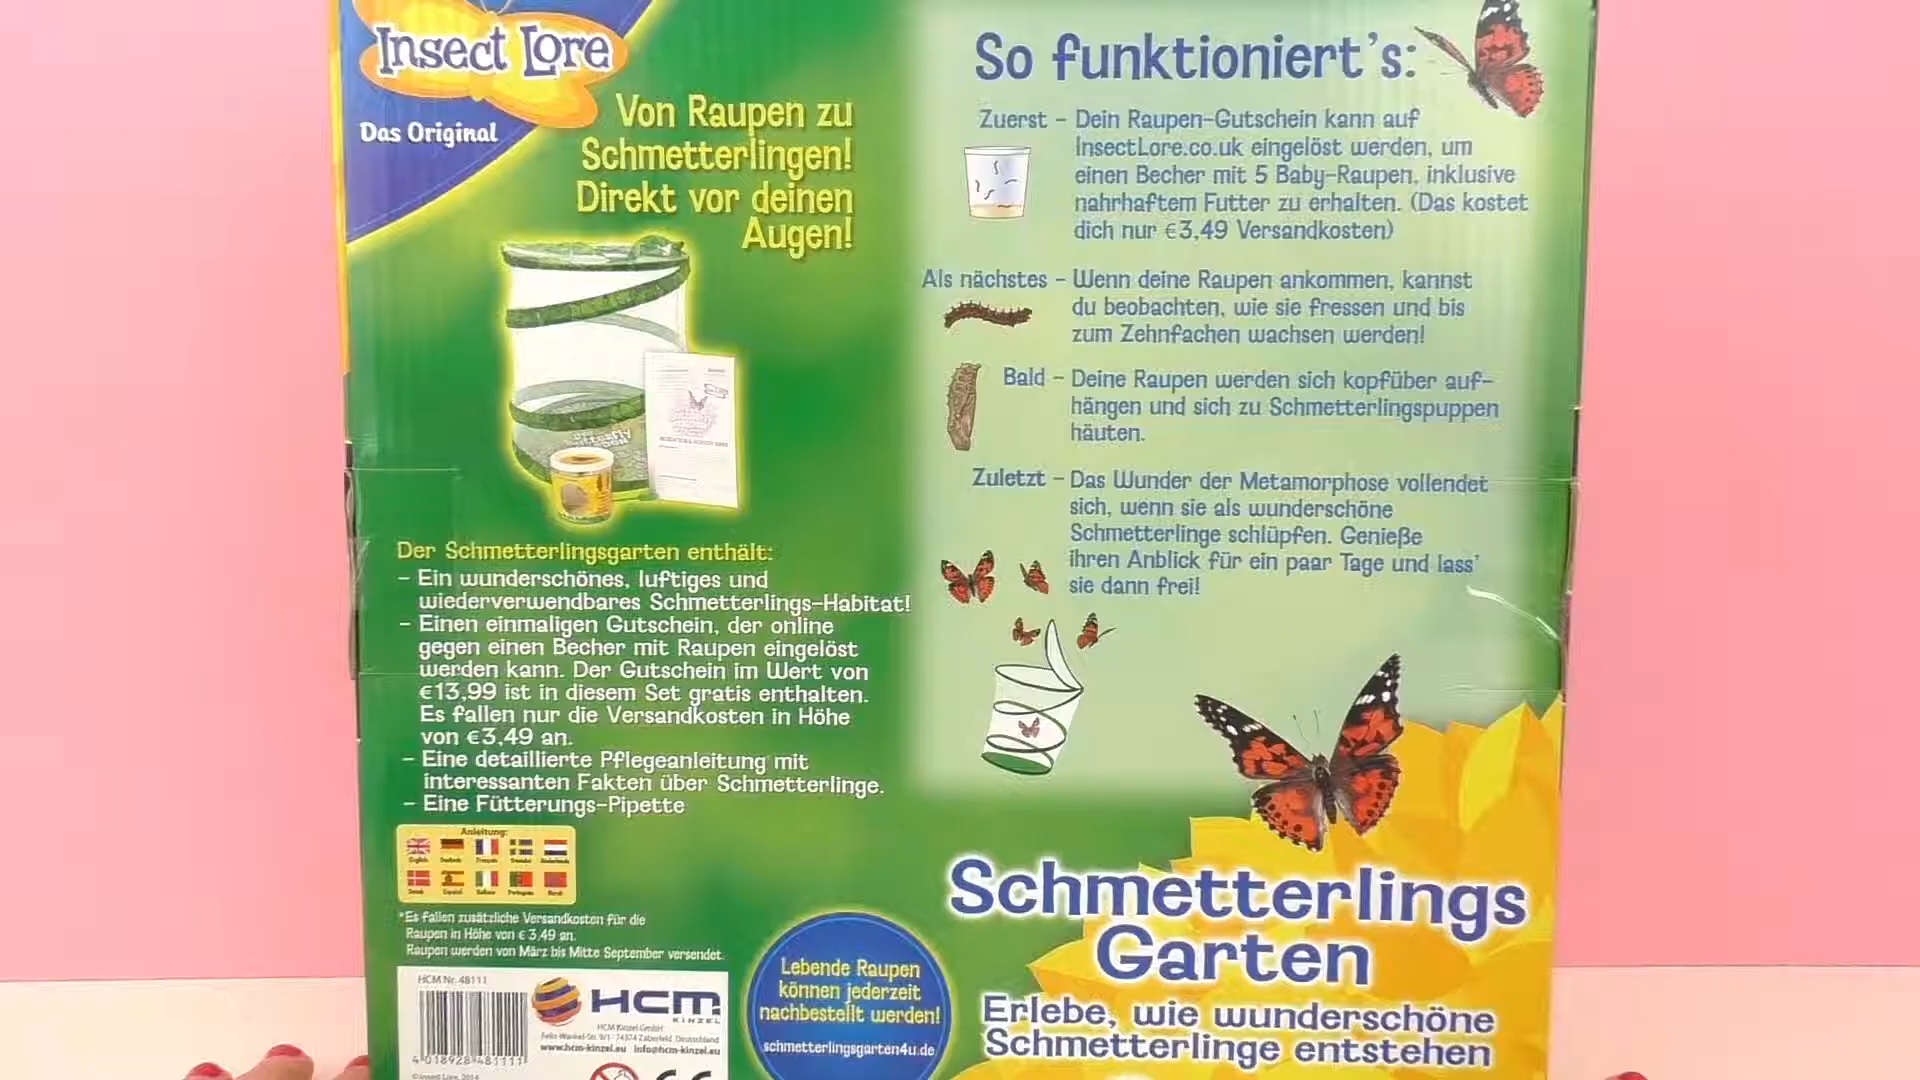 Insect Lore
Das Original
Von Raupen zu
Schmetterlingen!
Direkt vor deinen
Augen!
Der Schmetterlingsgarten enthält:
- Ein wunderschönes, luftiges und
wiederverwendbares Schmetterlings-Habitat!
- Einen einmaligen Gutschein, der online
gegen einen Becher mit Raupen eingelöst
werden kann. Der Gutschein im Wert von
€13,99 ist in diesem Set gratis enthalten.
Es fallen nur die Versandkosten in Höhe
von €3,49 an.
- Eine detaillierte Pflegeanleitung mit
interessanten Fakten über Schmetterlinge.
- Eine Fütterungs-Pipette
Anleitung:
*Es fallen zusätzliche Versandkosten für die
Raupen in Höhe von € 3,49 an.
Raupen werden von März bis Mitte September versendet.
HCM Nr. 48111
HCM
KINZEL
HCM Kinzel GmbH
www.hcm-kinzel.eu info@hcm-kinzel.eu
4 018928 481111
Lebende Raupen
können jederzeit
nachbestellt werden!
schmetterlingsgarten4u.de
So funktioniert's:
Zuerst - Dein Raupen-Gutschein kann auf
InsectLore.co.uk eingelöst werden, um
einen Becher mit 5 Baby-Raupen, inklusive
nahrhaftem Futter zu erhalten. (Das kostet
dich nur €3,49 Versandkosten)
Als nächstes - Wenn deine Raupen ankommen, kannst
du beobachten, wie sie fressen und bis
zum Zehnfachen wachsen werden!
Bald - Deine Raupen werden sich kopfüber auf-
hängen und sich zu Schmetterlingspuppen
häuten.
Zuletzt - Das Wunder der Metamorphose vollendet
sich, wenn sie als wunderschöne
Schmetterlinge schlüpfen. Genieße
ihren Anblick für ein paar Tage und lass'
sie dann frei!
Schmetterlings
Garten
Erlebe, wie wunderschöne
Schmetterlinge entstehen